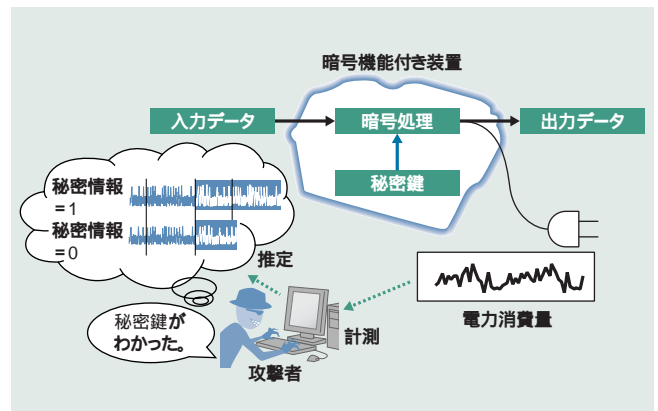 暗号機能付き装置
入力データ
暗号処理
出力データ
秘密鍵
秘密情報
=1
秘密情報
=0
推定
計測
電力消費量
秘密鍵が
わかった。
攻撃者